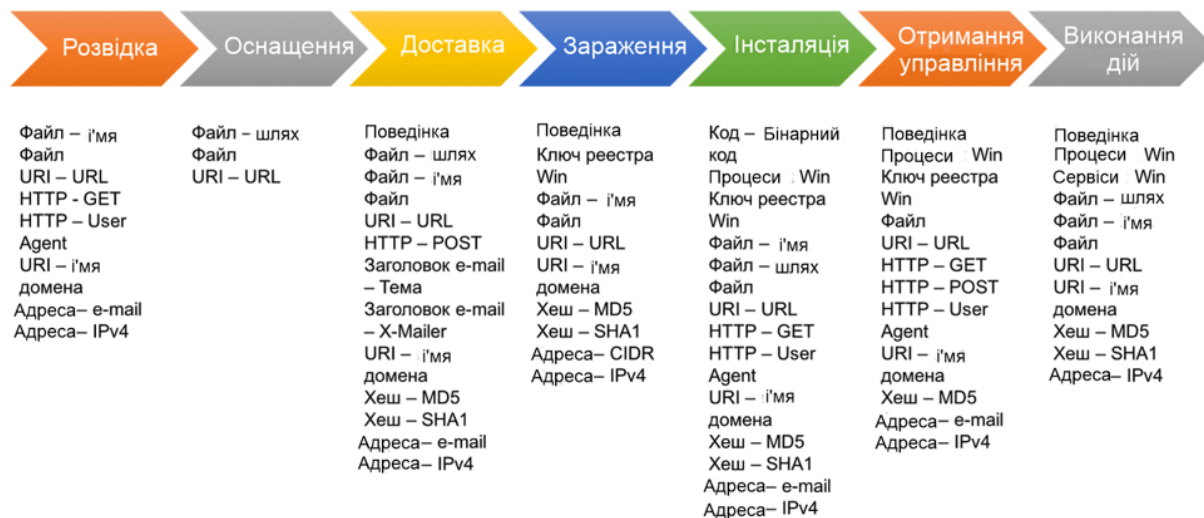 Розвідка
Оснащення
Доставка
Зараження
Інсталяція
Отримання
управління
Виконання
дій
Файл – і'мя
Файл
URI – URL
HTTP - GET
HTTP – User
Agent
URI – і'мя
домена
Адреса– e-mail
Адреса– IPv4
Файл – шлях
Файл
URI – URL
Поведінка
Файл – шлях
Файл – і'мя
Файл
URI – URL
HTTP – POST
Заголовок e-mail
– Тема
Заголовок e-mail
– X-Mailer
URI – і'мя
домена
Хеш – MD5
Хеш – SHA1
Адреса– e-mail
Адреса– IPv4
Поведінка
Ключ реестра
Win
Файл – і'мя
Файл
URI – URL
URI – і'мя
домена
Хеш – MD5
Хеш – SHA1
Адреса– CIDR
Адреса– IPv4
Код – Бінарний
код
Процеси : Win
Ключ реестра
Win
Файл – і'мя
Файл – шлях
Файл
URI – URL
HTTP – GET
HTTP – User
Agent
URI – і'мя
домена
Хеш – MD5
Хеш – SHA1
Адреса– e-mail
Адреса– IPv4
Поведінка
Процеси : Win
Ключ реестра
Win
Файл
URI – URL
HTTP – GET
HTTP – POST
HTTP – User
Agent
URI – і'мя
домена
Хеш – MD5
Адреса– e-mail
Адреса– IPv4
Поведінка
Процеси : Win
Сервіси : Win
Файл – шлях
Файл – і'мя
Файл
URI – URL
URI – і'мя
домена
Хеш – MD5
Хеш – SHA1
Адреса– IPv4